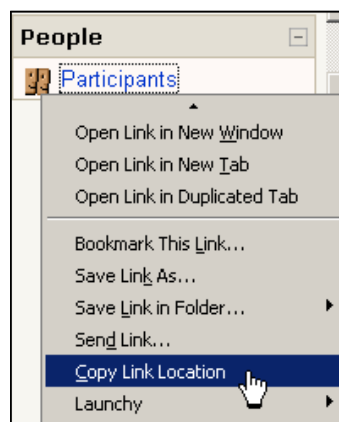 People
Participants
Open Link in New Window
Open Link in New Tab
Open Link in Duplicated Tab
Bookmark This Link...
Save Link As...
Save Link in Folder...
Send Link...
Copy Link Location
Launchy